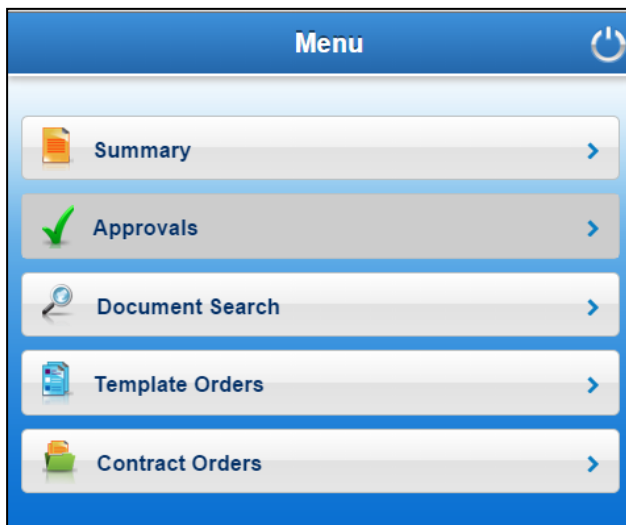 Menu
Summary
Approvals
Document Search
Template Orders
Contract Orders